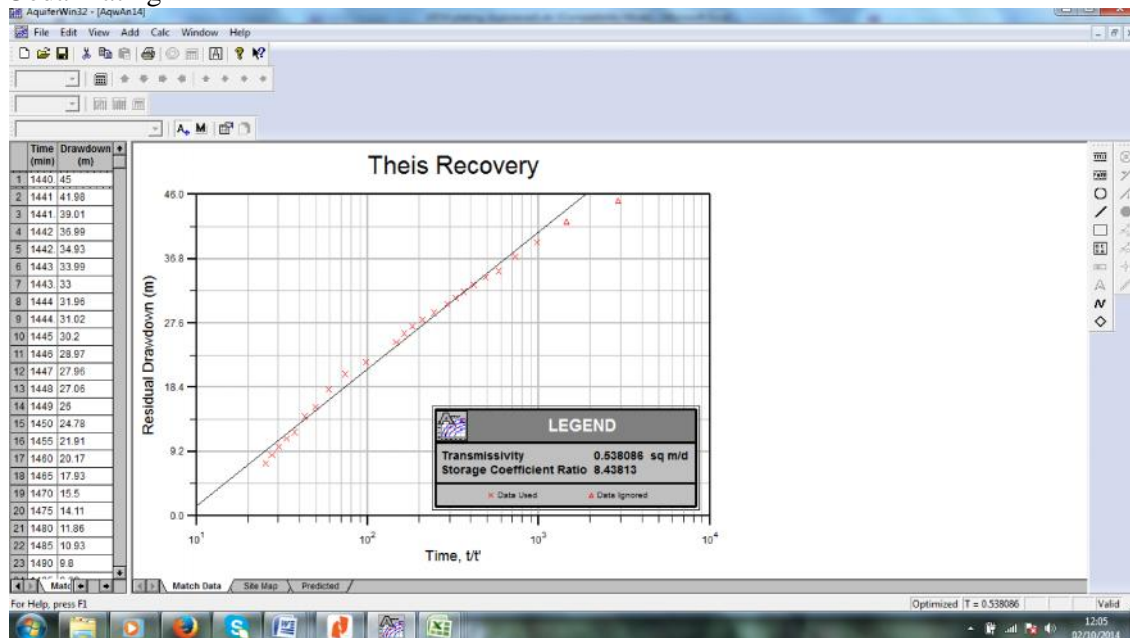 AquiferWin32 - [AqwAn14]
File Edit View Add Calc Window Help
A
A M
Time (min) Drawdown (m)
1 1440. 45
2 1441 41.98
3 1441. 39.01
4 1442 36.99
5 1442. 34.93
6 1443 33.99
7 1443. 33
8 1444 31.96
9 1444. 31.02
10 1445 30.2
11 1446 28.97
12 1447 27.96
13 1448 27.06
14 1449 26
15 1450 24.78
16 1455 21.91
17 1460 20.17
18 1465 17.93
19 1470 15.5
20 1475 14.11
21 1480 11.86
22 1485 10.93
23 1490 9.8
Theis Recovery
46.0
36.8
27.6
18.4
9.2
0.0
Residual Drawdown (m)
10¹ 10² 10³ 10⁴
Time, t/t'
LEGEND
Transmissivity 0.538086 sq m/d
Storage Coefficient Ratio 8.43813
× Data Used Data Ignored
Match Data Site Map Predicted
For Help, press F1
Optimized T = 0.538086 Valid
12:05
02/10/2014